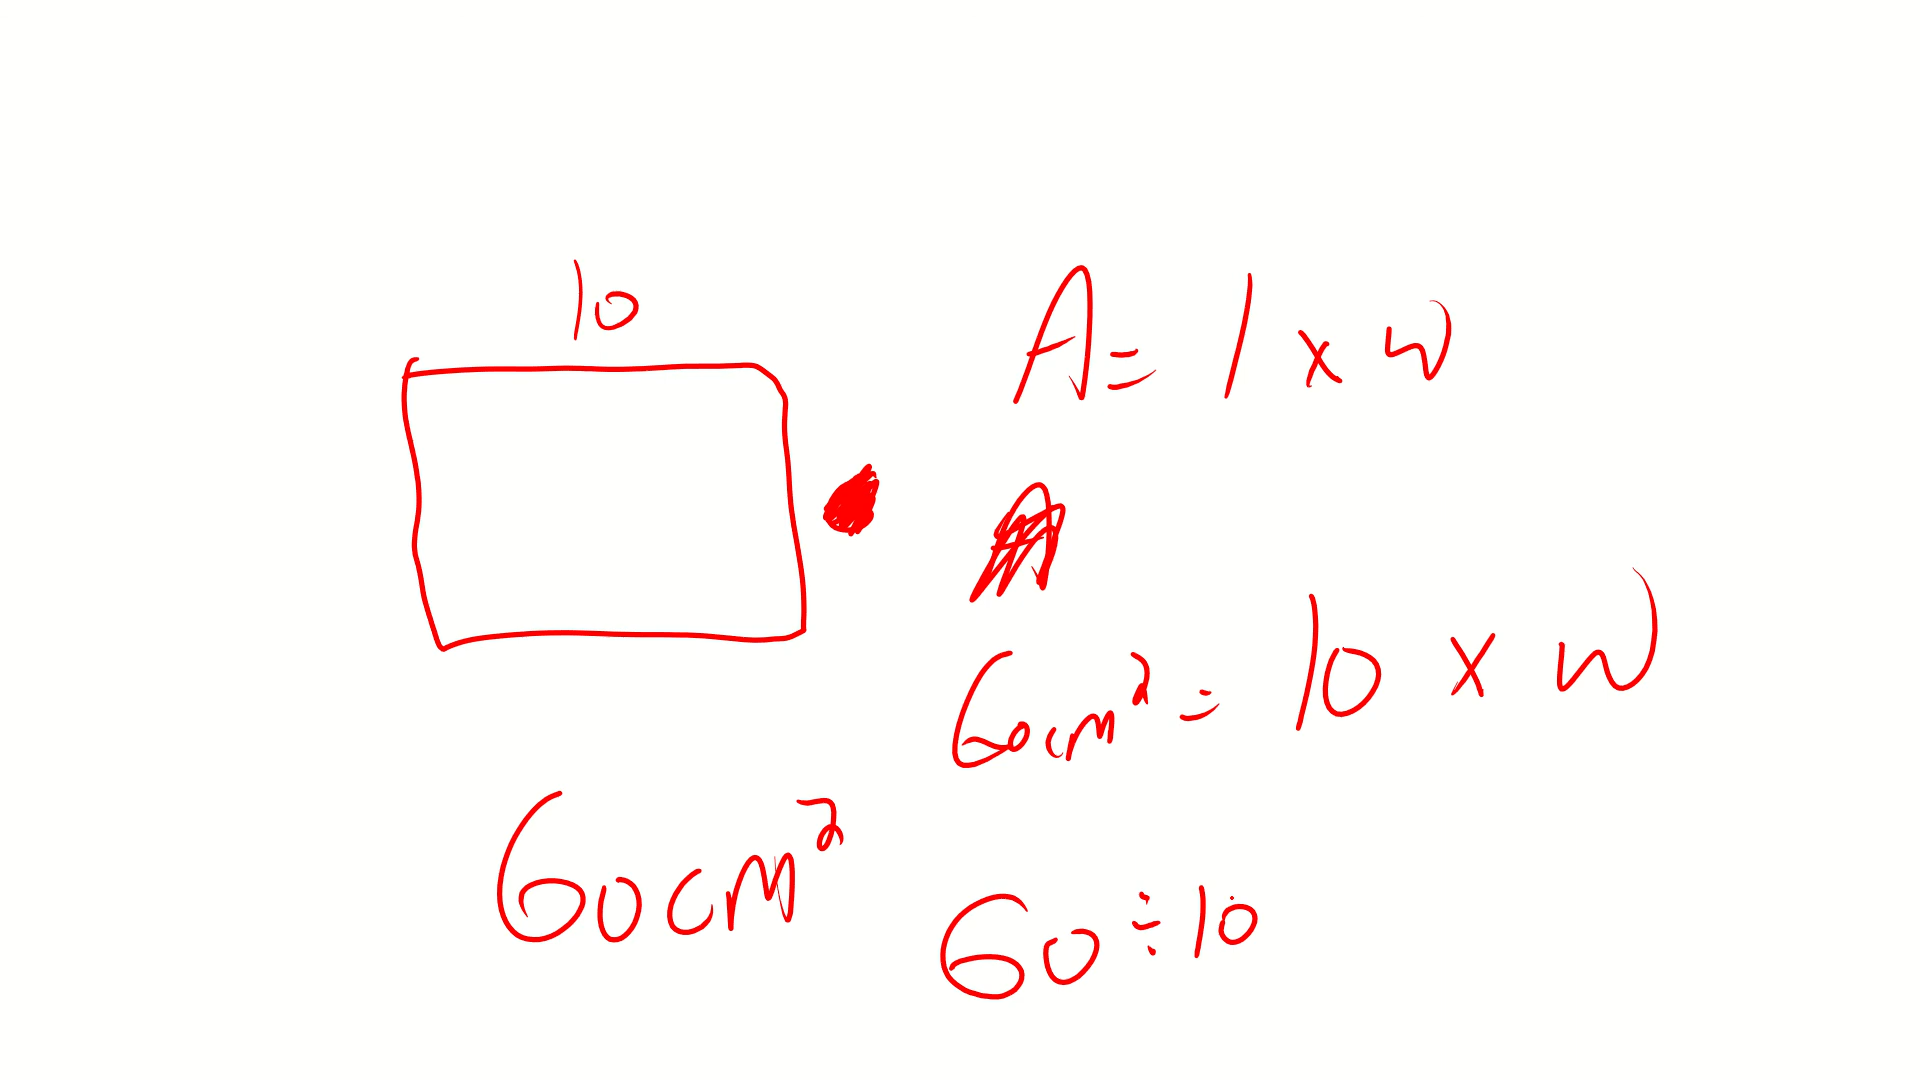 10
A = l x w
60cm² = 10 x w
60cm²
60 ÷ 10